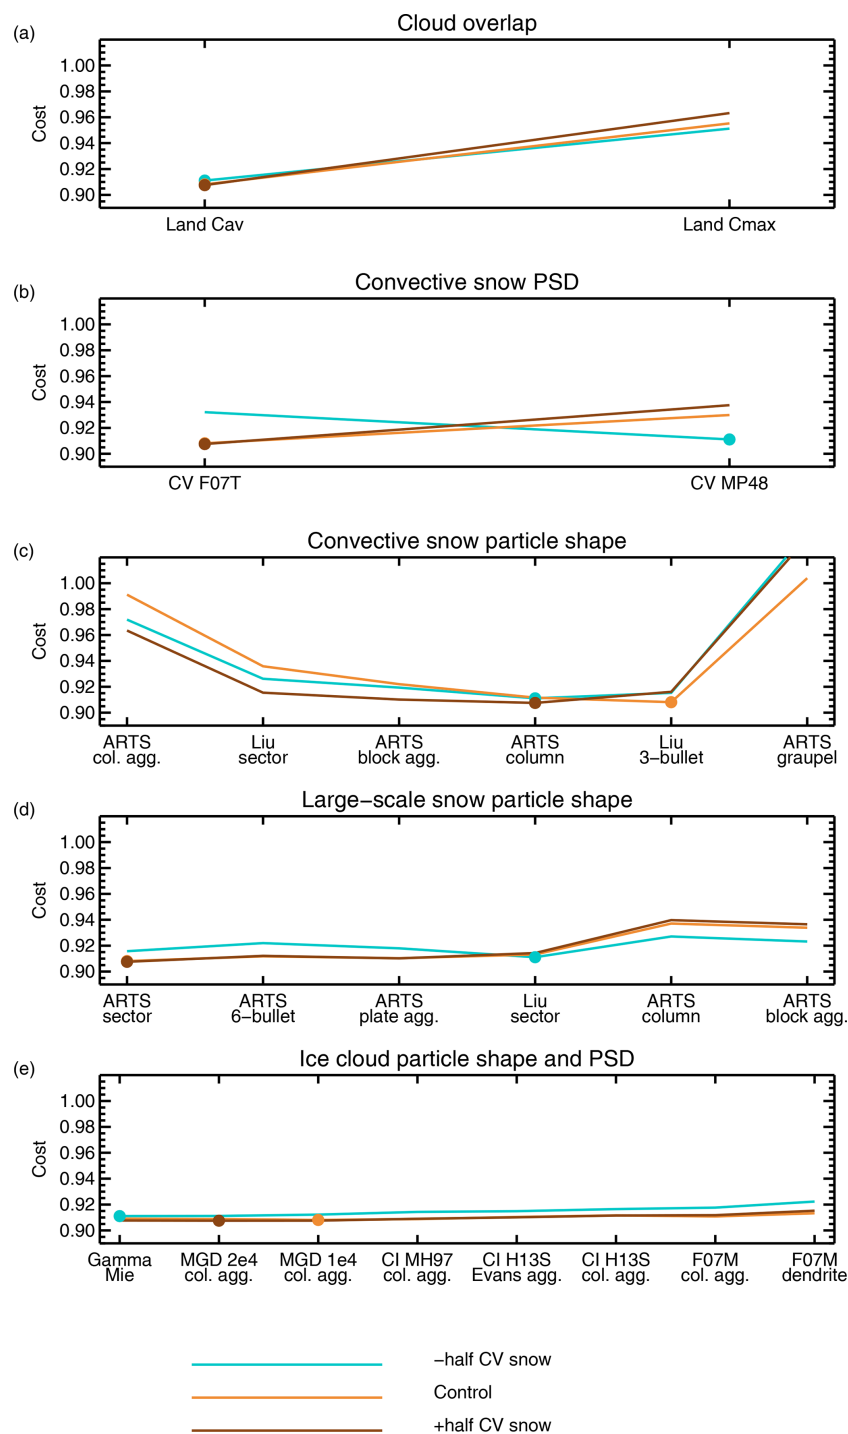 (a)
Cloud overlap
1.00
0.98
0.96
0.94
0.92
0.90
Cost
Land Cav
Land Cmax
(b)
Convective snow PSD
1.00
0.98
0.96
0.94
0.92
0.90
Cost
CV F07T
CV MP48
(c)
Convective snow particle shape
1.00
0.98
0.96
0.94
0.92
0.90
Cost
ARTS
col. agg.
Liu
sector
ARTS
block agg.
ARTS
column
Liu
3−bullet
ARTS
graupel
(d)
Large−scale snow particle shape
1.00
0.98
0.96
0.94
0.92
0.90
Cost
ARTS
sector
ARTS
6−bullet
ARTS
plate agg.
Liu
sector
ARTS
column
ARTS
block agg.
(e)
Ice cloud particle shape and PSD
1.00
0.98
0.96
0.94
0.92
0.90
Cost
Gamma
Mie
MGD 2e4
col. agg.
MGD 1e4
col. agg.
CI MH97
col. agg.
CI H13S
Evans agg.
CI H13S
col. agg.
F07M
col. agg.
F07M
dendrite
−half CV snow
Control
+half CV snow